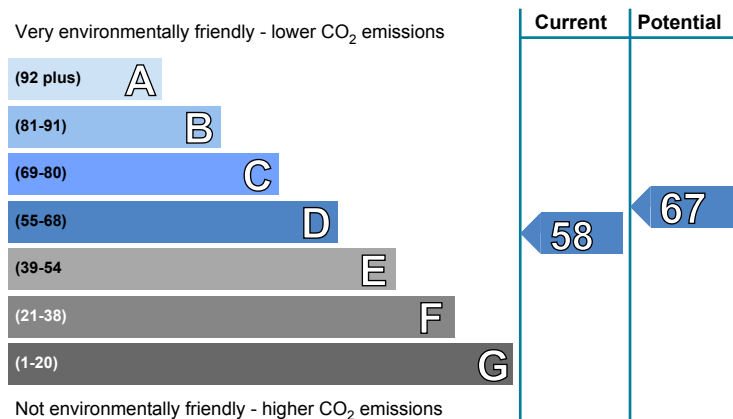 Current Potential
Very environmentally friendly - lower CO2 emissions
(92 plus) A
(81-91) B
(69-80) C
(55-68) D
58 67
(39-54 E
(21-38) F
(1-20) G
Not environmentally friendly - higher CO2 emissions